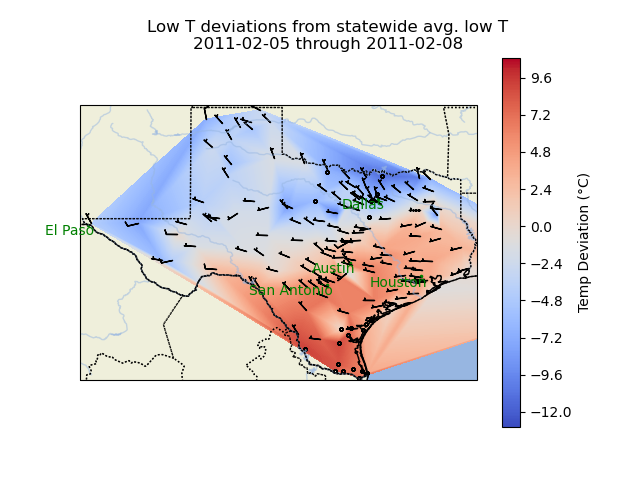 Low T deviations from statewide avg. low T
2011-02-05 through 2011-02-08
9.6
7.2
4.8
2.4
0.0
−2.4
−4.8
−7.2
−9.6
−12.0
Temp Deviation (°C)
Dallas
El Paso
Austin
San Antonio
Houston